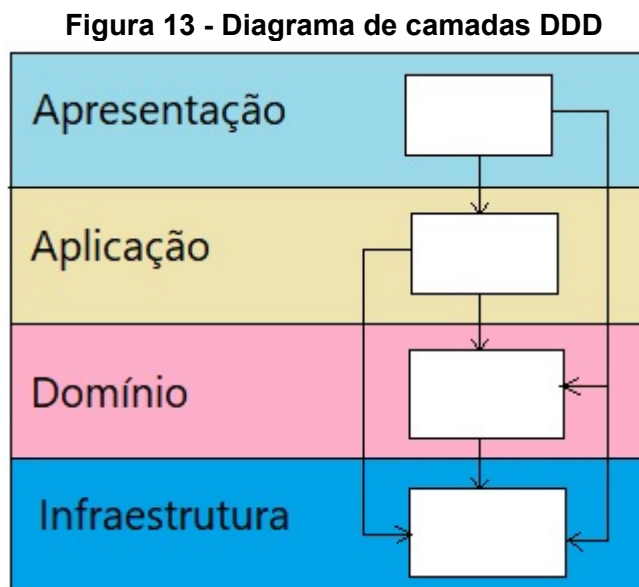 Figura 13 - Diagrama de camadas DDD
Apresentação
Aplicação
Domínio
Infraestrutura